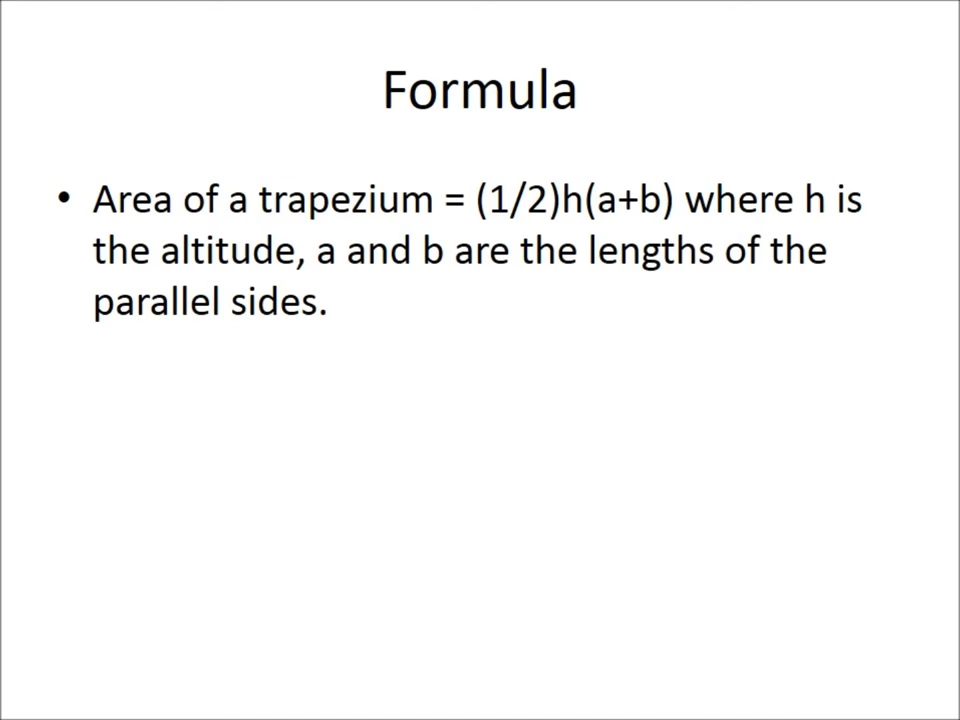 Formula
• Area of a trapezium = (1/2)h(a+b) where h is
the altitude, a and b are the lengths of the
parallel sides.